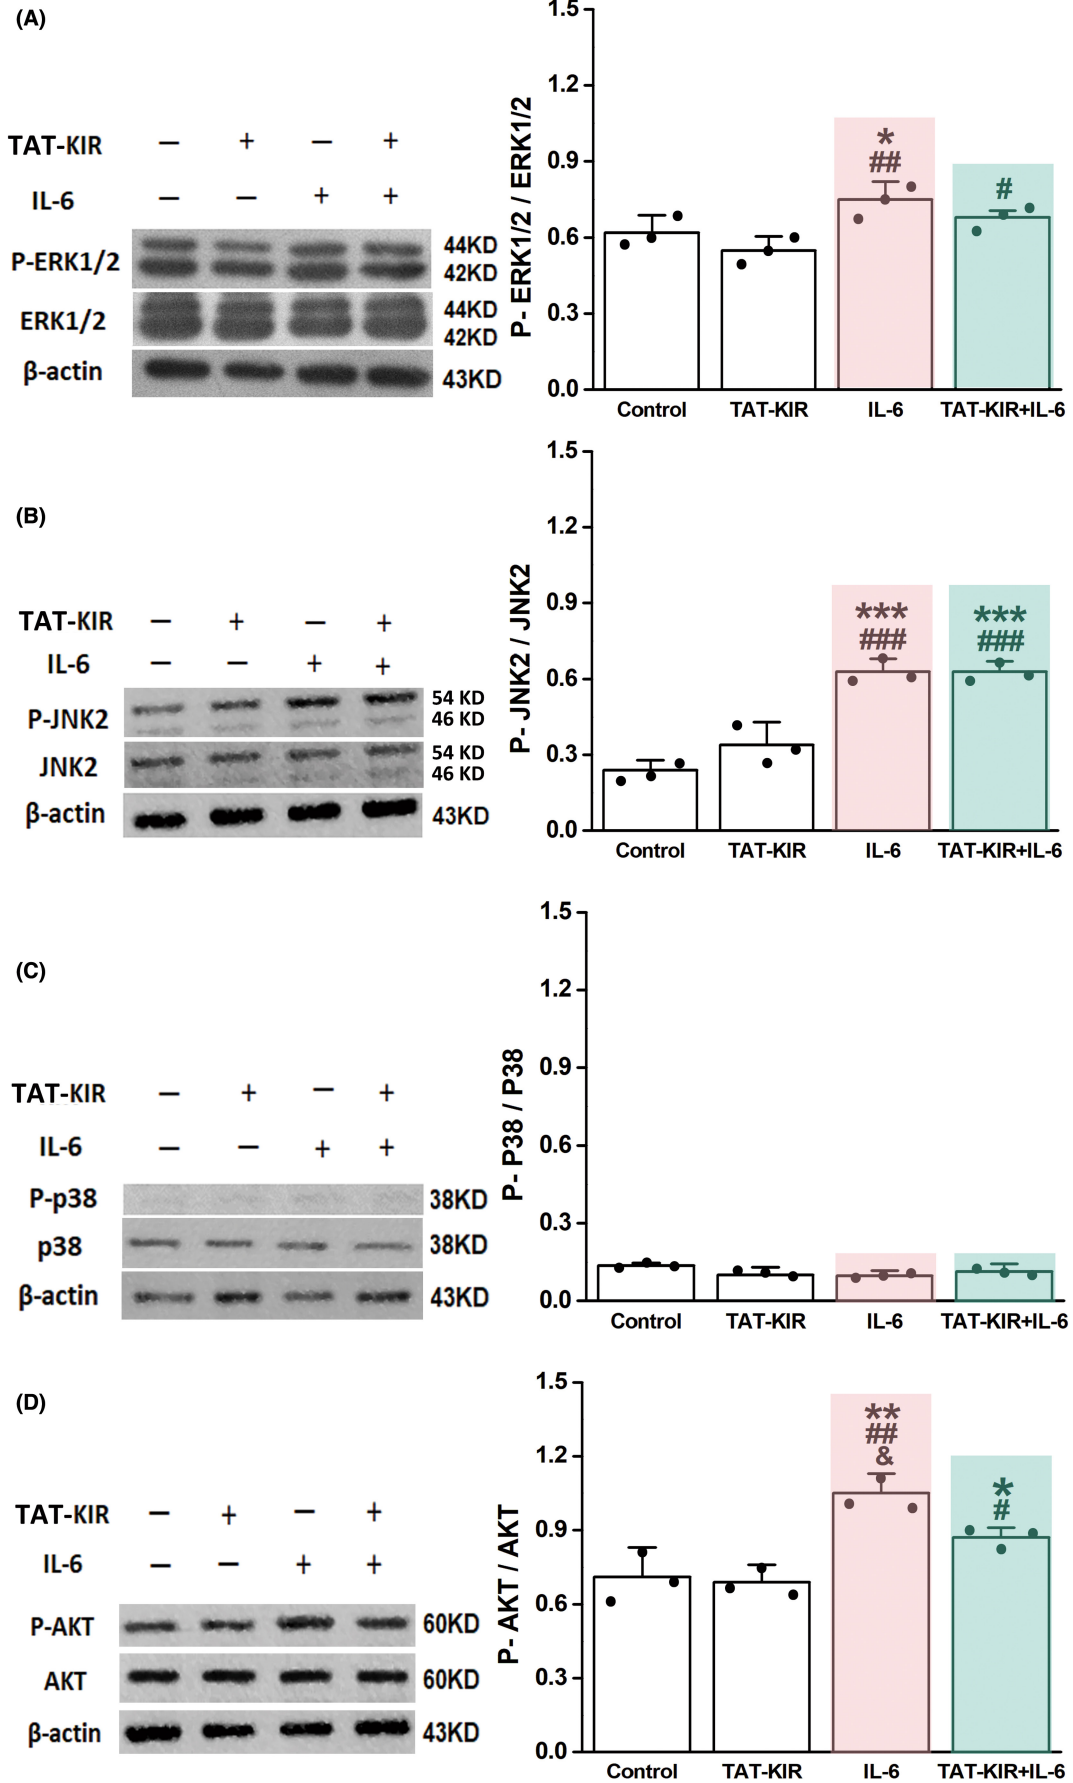 (A)
TAT-KIR − + − +
IL-6 − − + +
P-ERK1/2 44KD
42KD
ERK1/2 44KD
42KD
β-actin 43KD
P- ERK1/2 / ERK1/2
1.5
1.2
0.9
0.6
0.3
0.0
*
##
#
Control TAT-KIR IL-6 TAT-KIR+IL-6
(B)
TAT-KIR − + − +
IL-6 − − + +
P-JNK2 54 KD
46 KD
JNK2 54 KD
46 KD
β-actin 43KD
P- JNK2 / JNK2
1.5
1.2
0.9
0.6
0.3
0.0
*** ***
### ###
Control TAT-KIR IL-6 TAT-KIR+IL-6
(C)
TAT-KIR − + − +
IL-6 − − + +
P-p38 38KD
p38 38KD
β-actin 43KD
P- P38 / P38
1.5
1.2
0.9
0.6
0.3
0.0
Control TAT-KIR IL-6 TAT-KIR+IL-6
(D)
TAT-KIR − + − +
IL-6 − − + +
P-AKT 60KD
AKT 60KD
β-actin 43KD
P- AKT / AKT
1.5
1.2
0.9
0.6
0.3
0.0
**
##
&
*
#
Control TAT-KIR IL-6 TAT-KIR+IL-6